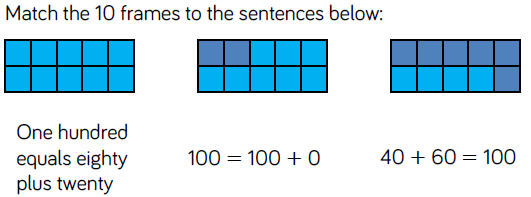 Match the 10 frames to the sentences below:
One hundred
equals eighty
plus twenty
100 = 100 + 0
40 + 60 = 100